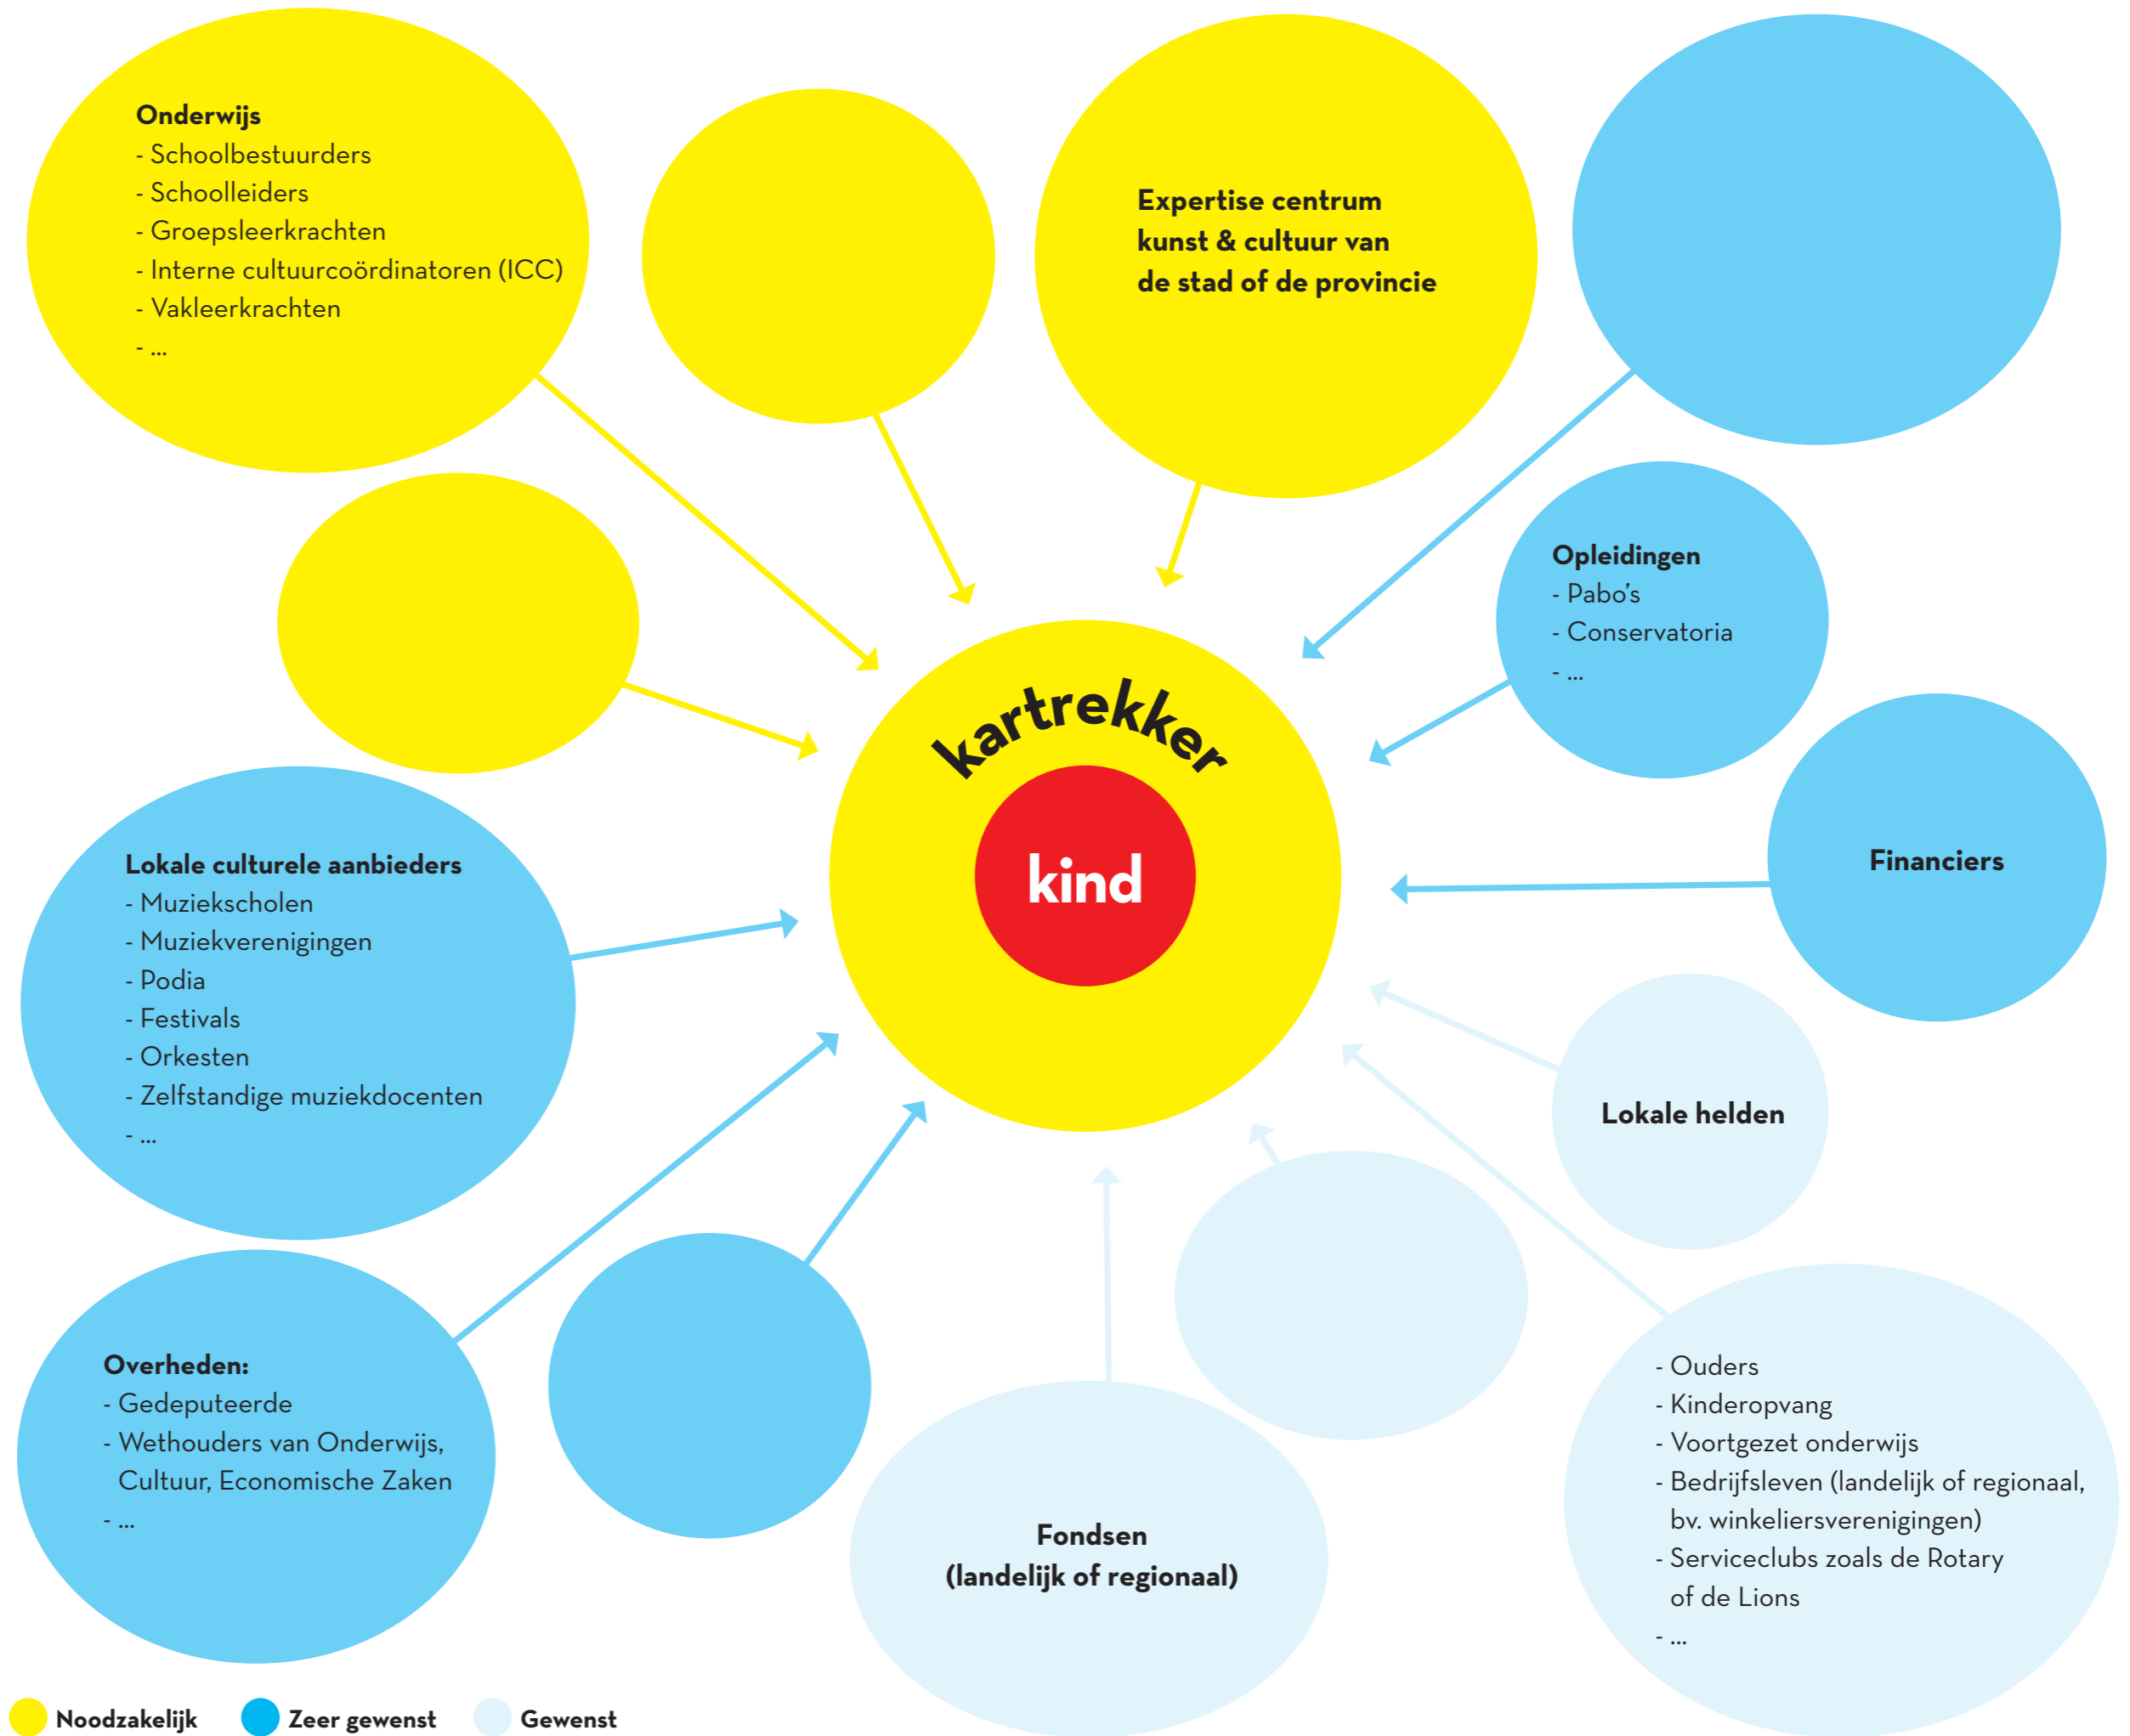 Onderwijs
- Schoolbestuurders
- Schoolleiders
- Groepsleerkrachten
- Interne cultuurcoördinatoren (ICC)
- Vakleerkrachten
- ...
Expertise centrum
kunst & cultuur van
de stad of de provincie
Opleidingen
- Pabo's
- Conservatoria
- ...
kartrekker
kind
Financiers
Lokale culturele aanbieders
- Muziekscholen
- Muziekverenigingen
- Podia
- Festivals
- Orkesten
- Zelfstandige muziekdocenten
- ...
Lokale helden
Overheden:
- Gedeputeerde
- Wethouders van Onderwijs,
Cultuur, Economische Zaken
- ...
Fondsen
(landelijk of regionaal)
- Ouders
- Kinderopvang
- Voortgezet onderwijs
- Bedrijfsleven (landelijk of regionaal,
bv. winkeliersverenigingen)
- Serviceclubs zoals de Rotary
of de Lions
- ...
Noodzakelijk
Zeer gewenst
Gewenst